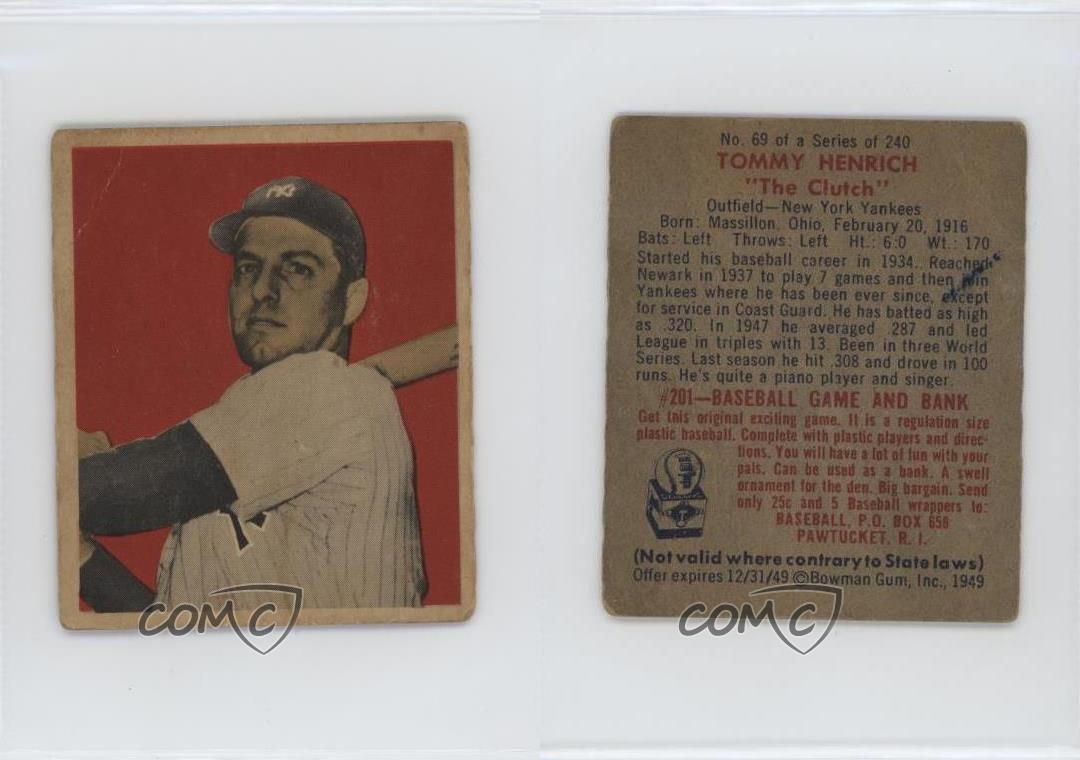 NY
No. 69 of a Series of 240
TOMMY HENRICH
"The Clutch"
Outfield—New York Yankees
Born: Massillon, Ohio, February 20, 1916
Bats: Left Throws: Left Ht.: 6:0 Wt.: 170
Started his baseball career in 1934. Reached
Newark in 1937 to play 7 games and then join
Yankees where he has been ever since, except
for service in Coast Guard. He has batted as high
as .320. In 1947 he averaged .287 and led
League in triples with 13. Been in three World
Series. Last season he hit .308 and drove in 100
runs. He's quite a piano player and singer.
#201—BASEBALL GAME AND BANK
Get this original exciting game. It is a regulation size
plastic baseball. Complete with plastic players and direc-
tions. You will have a lot of fun with your
pals. Can be used as a bank. A swell
ornament for the den. Big bargain. Send
only 25c and 5 Baseball wrappers to:
BASEBALL, P.O. BOX 658
PAWTUCKET, R. I.
(Not valid where contrary to State laws)
Offer expires 12/31/49 ©Bowman Gum, Inc., 1949
COMC
COMC